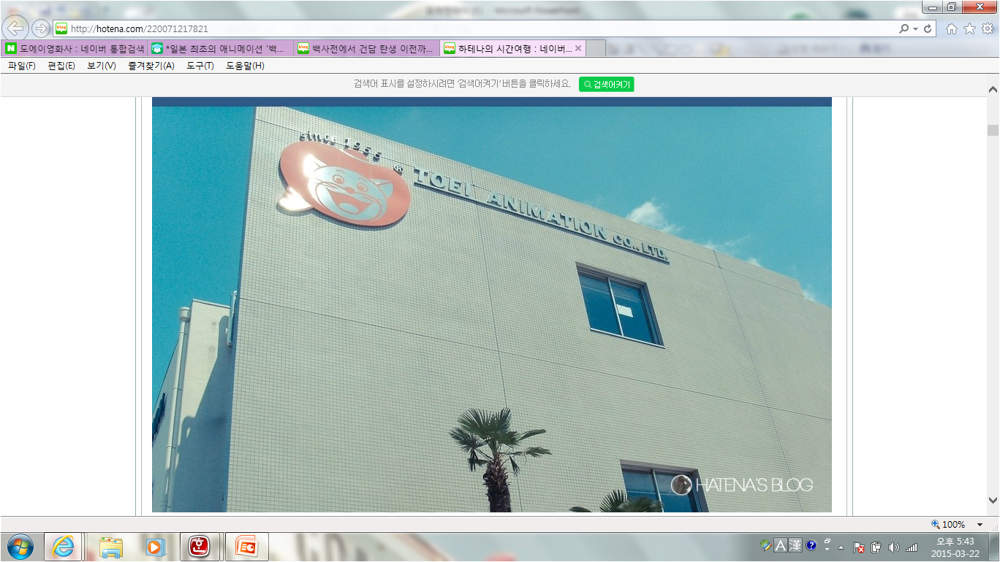 http://hotena.com/220071217821
도에이영화사 : 네이버 통합검색
*일본 최초의 애니메이션 '백...
백사전에서 건담 탄생 이전까...
하테나의 시간여행 : 네이버...
파일(F) 편집(E) 보기(V) 즐겨찾기(A) 도구(T) 도움말(H)
검색어 표시를 설정하시려면 '검색어켜기' 버튼을 클릭하세요. 검색어켜기
since 1956
® TOEI ANIMATION CO.,LTD.
HATENA'S BLOG
100%
A 漢 ?
오후 5:43
2015-03-22